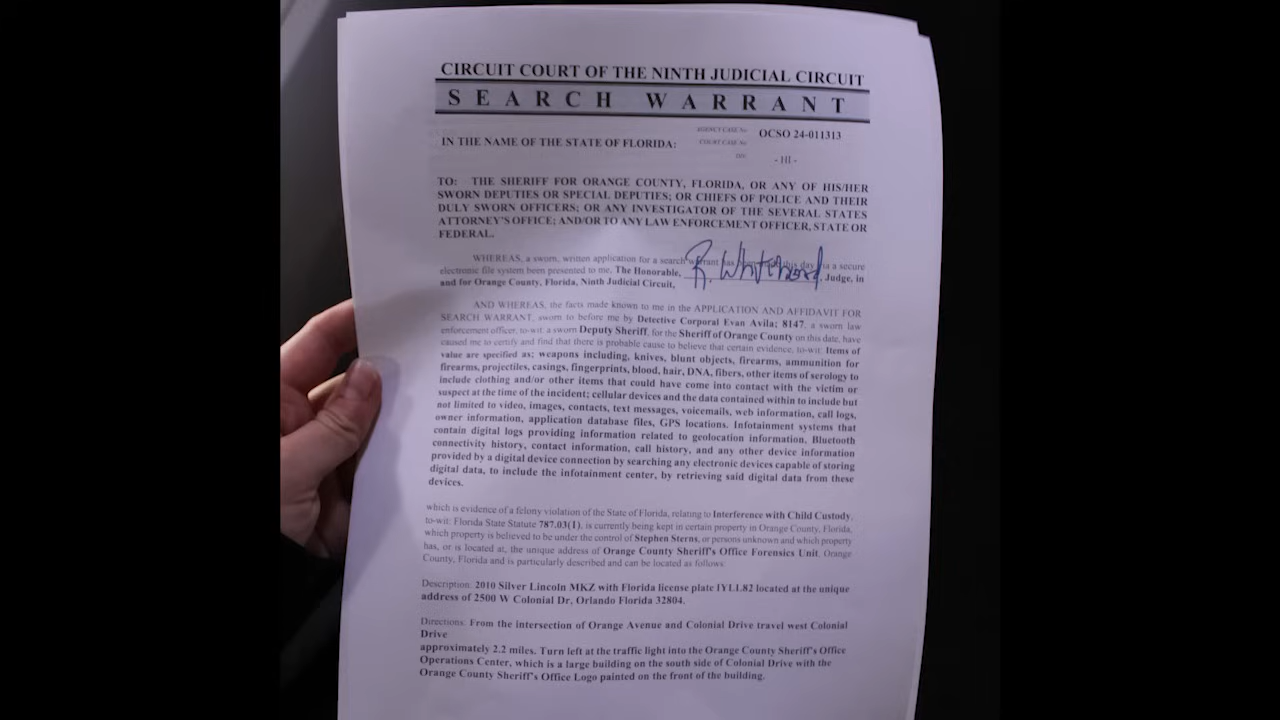 CIRCUIT COURT OF THE NINTH JUDICIAL CIRCUIT
SEARCH WARRANT
AGENCY CASE No OCSO 24-011313
IN THE NAME OF THE STATE OF FLORIDA:
COURT CASE No
DIV. - III -
TO: THE SHERIFF FOR ORANGE COUNTY, FLORIDA, OR ANY OF HIS/HER
SWORN DEPUTIES OR SPECIAL DEPUTIES; OR CHIEFS OF POLICE AND THEIR
DULY SWORN OFFICERS; OR ANY INVESTIGATOR OF THE SEVERAL STATES
ATTORNEY'S OFFICE; AND/OR TO ANY LAW ENFORCEMENT OFFICER, STATE OR
FEDERAL.
WHEREAS, a sworn, written application for a search warrant has been made this day via a secure
electronic file system been presented to me, The Honorable, , Judge, in
and for Orange County, Florida, Ninth Judicial Circuit,
AND WHEREAS, the facts made known to me in the APPLICATION AND AFFIDAVIT FOR
SEARCH WARRANT, sworn to before me by Detective Corporal Evan Avila; 8147, a sworn law
enforcement officer, to-wit: a sworn Deputy Sheriff, for the Sheriff of Orange County on this date, have
caused me to certify and find that there is probable cause to believe that certain evidence, to-wit: Items of
value are specified as; weapons including, knives, blunt objects, firearms, ammunition for
firearms, projectiles, casings, fingerprints, blood, hair, DNA, fibers, other items of serology to
include clothing and/or other items that could have come into contact with the victim or
suspect at the time of the incident; cellular devices and the data contained within to include but
not limited to video, images, contacts, text messages, voicemails, web information, call logs,
owner information, application database files, GPS locations. Infotainment systems that
contain digital logs providing information related to geolocation information, Bluetooth
connectivity history, contact information, call history, and any other device information
provided by a digital device connection by searching any electronic devices capable of storing
digital data, to include the infotainment center, by retrieving said digital data from these
devices.
which is evidence of a felony violation of the State of Florida, relating to Interference with Child Custody,
to-wit: Florida State Statute 787.03(1), is currently being kept in certain property in Orange County, Florida,
which property is believed to be under the control of Stephen Sterns, or persons unknown and which property
has, or is located at, the unique address of Orange County Sheriff's Office Forensics Unit, Orange
County, Florida and is particularly described and can be located as follows:
Description: 2010 Silver Lincoln MKZ with Florida license plate IYLL82 located at the unique
address of 2500 W Colonial Dr, Orlando Florida 32804.
Directions: From the intersection of Orange Avenue and Colonial Drive travel west Colonial
Drive
approximately 2.2 miles. Turn left at the traffic light into the Orange County Sheriff's Office
Operations Center, which is a large building on the south side of Colonial Drive with the
Orange County Sheriff's Office Logo painted on the front of the building.